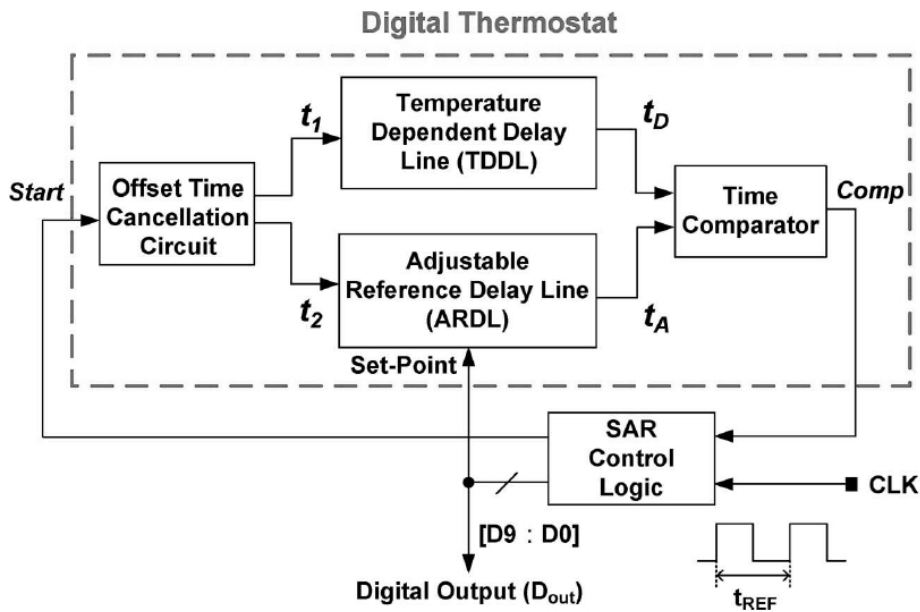 Digital Thermostat
Start
Offset Time
Cancellation
Circuit
t1
t2
Temperature
Dependent Delay
Line (TDDL)
Adjustable
Reference Delay Line
(ARDL)
Set-Point
tD
tA
Time
Comparator
Comp
SAR
Control
Logic
CLK
[D9 : D0]
Digital Output (Dout)
tREF